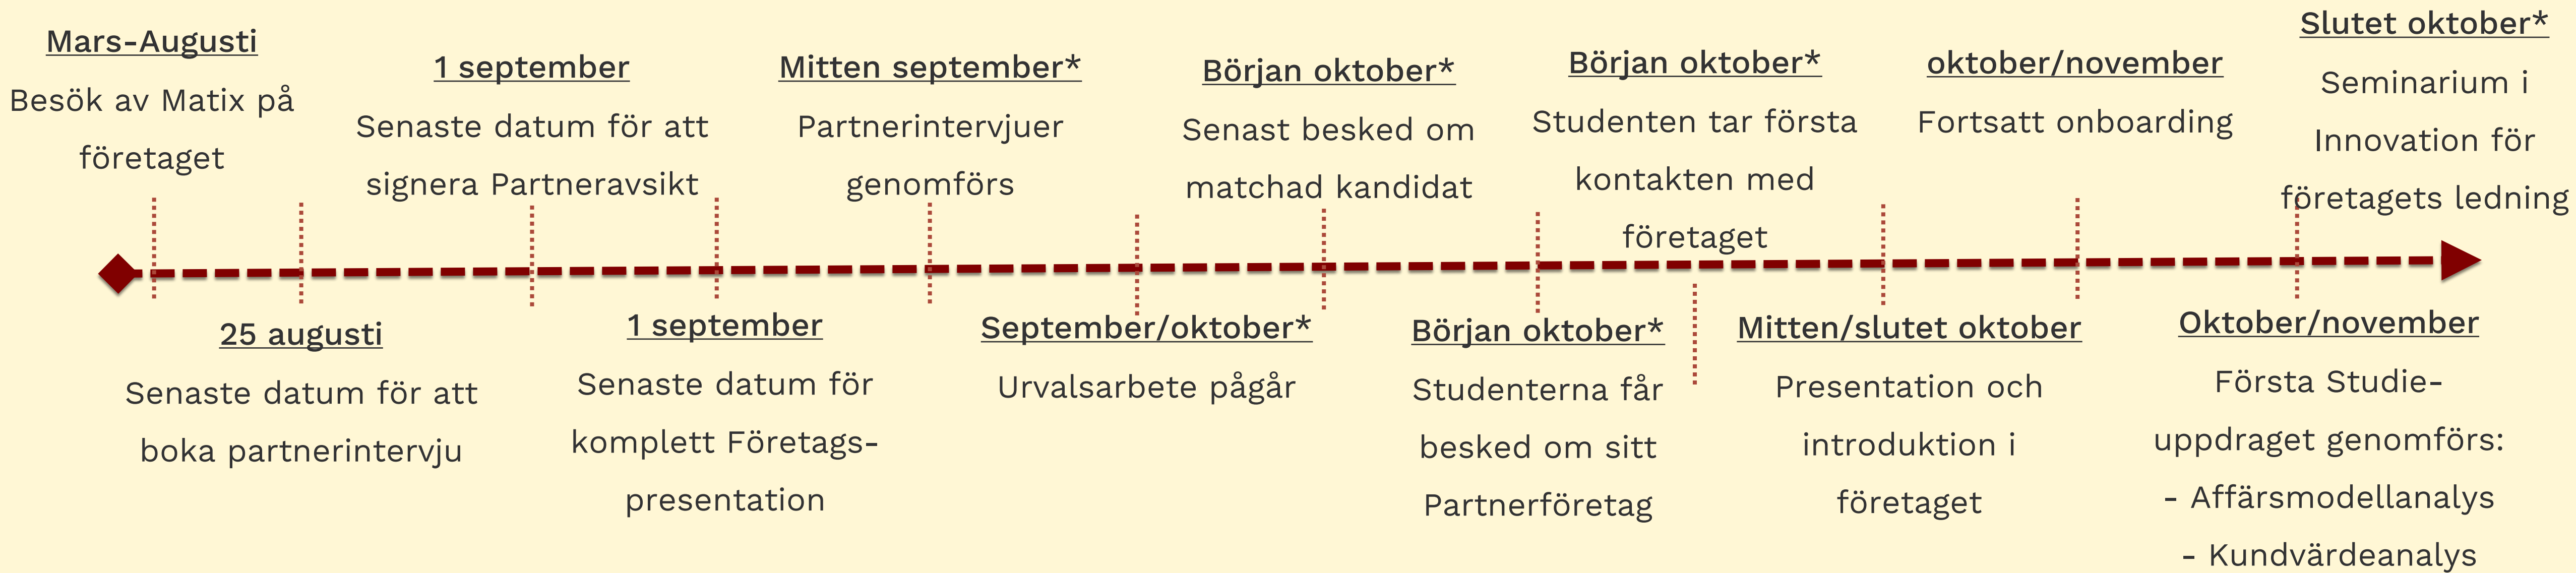 Mars-Augusti
Besök av Matix på
företaget
25 augusti
Senaste datum för att
boka partnerintervju
1 september
Senaste datum för att
signera Partneravsikt
1 september
Senaste datum för
komplett Företags-
presentation
Mitten september*
Partnerintervjuer
genomförs
September/oktober*
Urvalsarbete pågår
Början oktober*
Senast besked om
matchad kandidat
Början oktober*
Studenterna får
besked om sitt
Partnerföretag
Början oktober*
Studenten tar första
kontakten med
företaget
Mitten/slutet oktober
Presentation och
introduktion i
företaget
oktober/november
Fortsatt onboarding
Oktober/november
Första Studie-
uppdraget genomförs:
- Affärsmodellanalys
- Kundvärdeanalys
Slutet oktober*
Seminarium i
Innovation för
företagets ledning